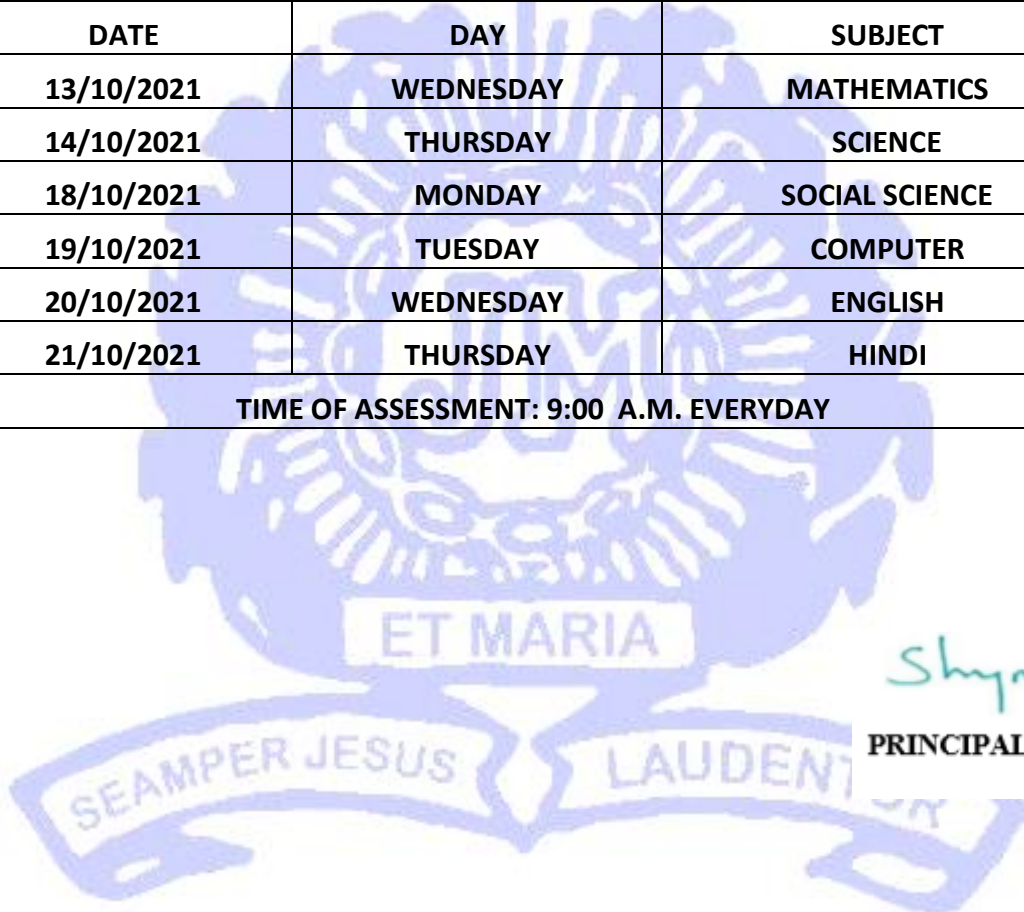 DATE DAY SUBJECT
13/10/2021 WEDNESDAY MATHEMATICS
14/10/2021 THURSDAY SCIENCE
18/10/2021 MONDAY SOCIAL SCIENCE
19/10/2021 TUESDAY COMPUTER
20/10/2021 WEDNESDAY ENGLISH
21/10/2021 THURSDAY HINDI
TIME OF ASSESSMENT: 9:00 A.M. EVERYDAY
JM
ET MARIA
PRINCIPAL
SEAMPER JESUS LAUDENTUR